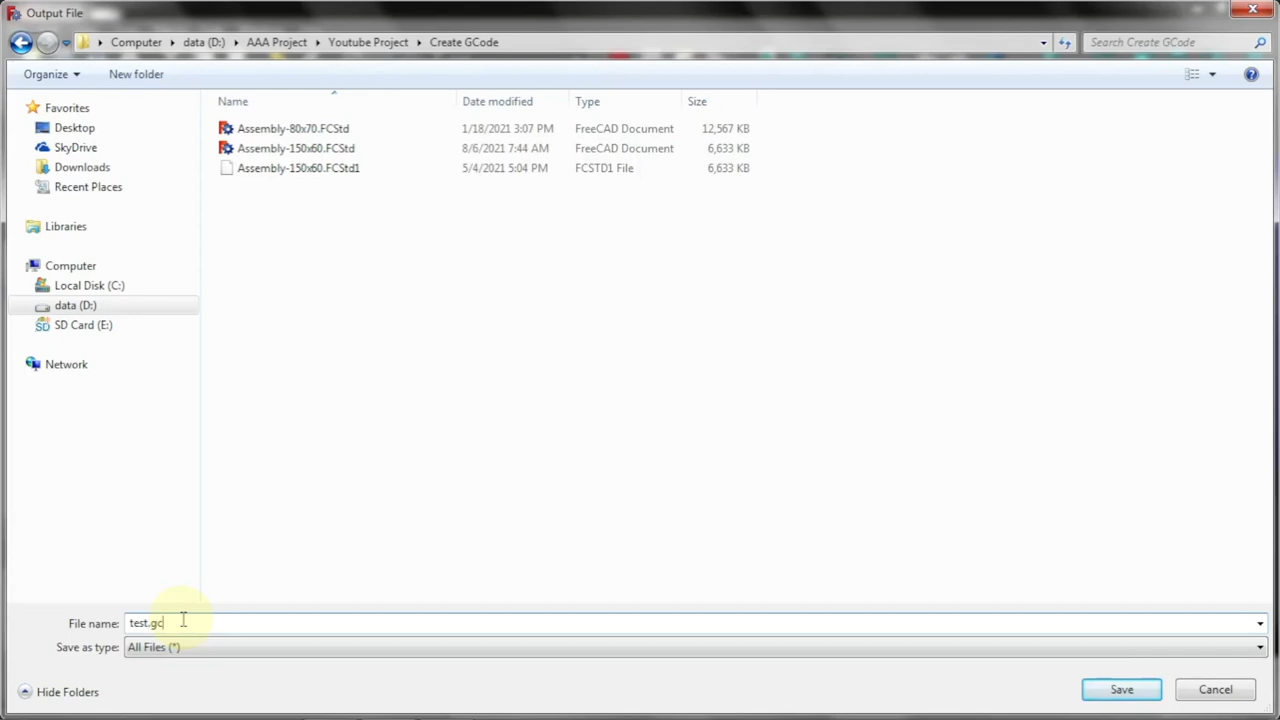 Output File
Computer data (D:) AAA Project Youtube Project Create GCode Search Create GCode
Organize New folder
Name Date modified Type Size
Favorites
Desktop
SkyDrive
Downloads
Recent Places
Libraries
Computer
Local Disk (C:)
data (D:)
SD Card (E:)
Network
Assembly-80x70.FCStd 1/18/2021 3:07 PM FreeCAD Document 12,567 KB
Assembly-150x60.FCStd 8/6/2021 7:44 AM FreeCAD Document 6,633 KB
Assembly-150x60.FCStd1 5/4/2021 5:04 PM FCSTD1 File 6,633 KB
File name: test.gc
Save as type: All Files (*)
Hide Folders Save Cancel